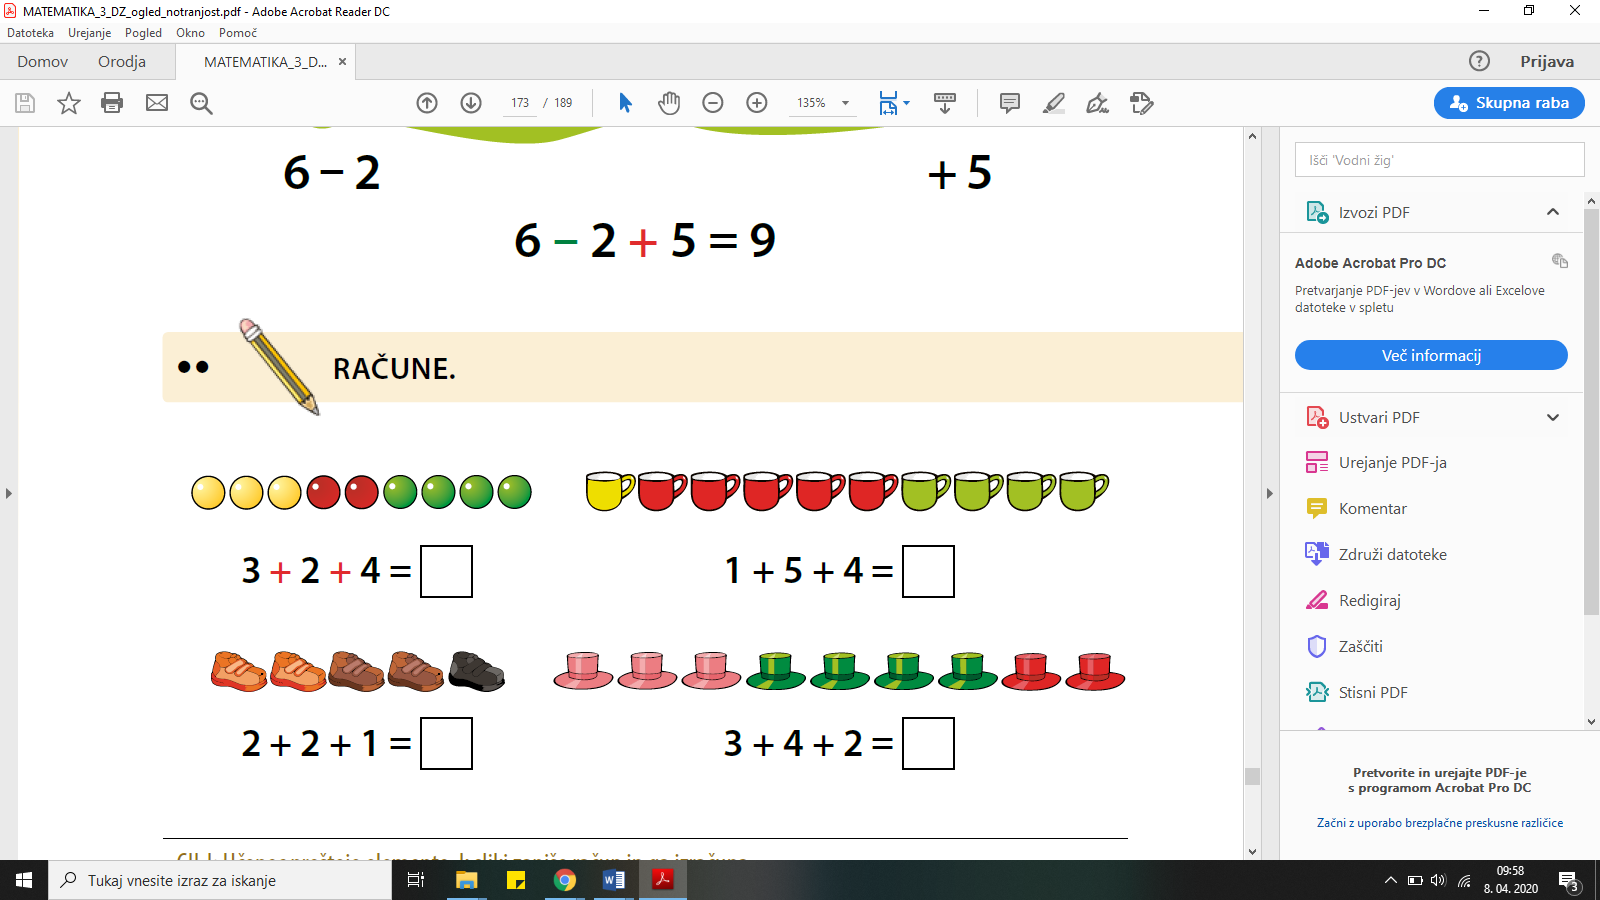 MATEMATIKA_3_DZ_ogled_notranjost.pdf - Adobe Acrobat Reader DC
Datoteka Urejanje Pogled Okno Pomoč
Domov Orodja MATEMATIKA_3_D... × Prijava
173 / 189 135% Skupna raba
6 − 2 + 5
6 − 2 + 5 = 9
RAČUNE.
3 + 2 + 4 = 1 + 5 + 4 =
2 + 2 + 1 = 3 + 4 + 2 =
Išči 'Vodni žig'
Izvozi PDF
Adobe Acrobat Pro DC
Pretvarjanje PDF-jev v Wordove ali Excelove
datoteke v spletu
Več informacij
Ustvari PDF
Urejanje PDF-ja
Komentar
Združi datoteke
Redigiraj
Zaščiti
Stisni PDF
Pretvorite in urejajte PDF-je
s programom Acrobat Pro DC
Začni z uporabo brezplačne preskusne različice
Tukaj vnesite izraz za iskanje
09:58
8. 04. 2020
3